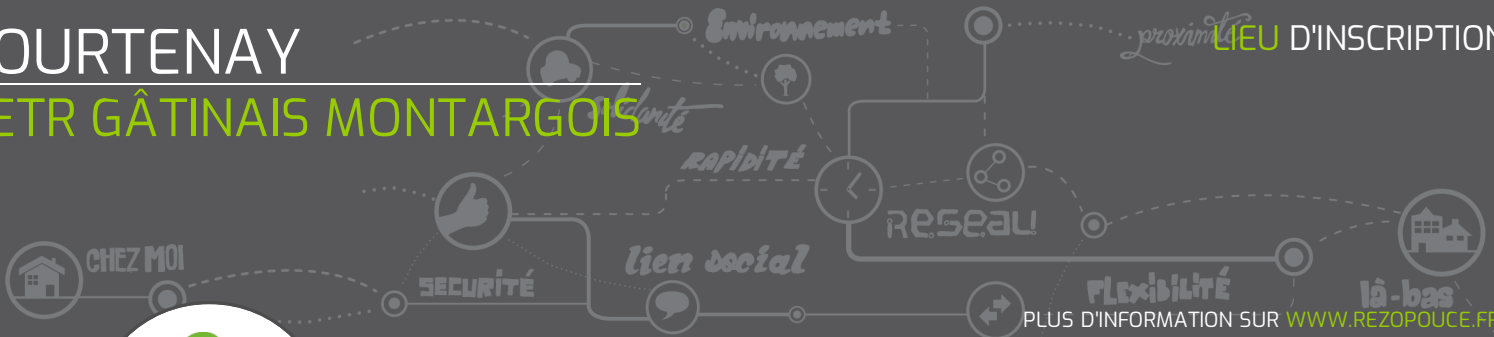 OURTENAY
ETR GÂTINAIS MONTARGOIS
LIEU D'INSCRIPTION
Environnement
proximité
solidarité
RAPIDITÉ
RESEAU
CHEZ MOI
SECURITÉ
lien social
FLEXIBILITÉ
là-bas
PLUS D'INFORMATION SUR WWW.REZOPOUCE.FR